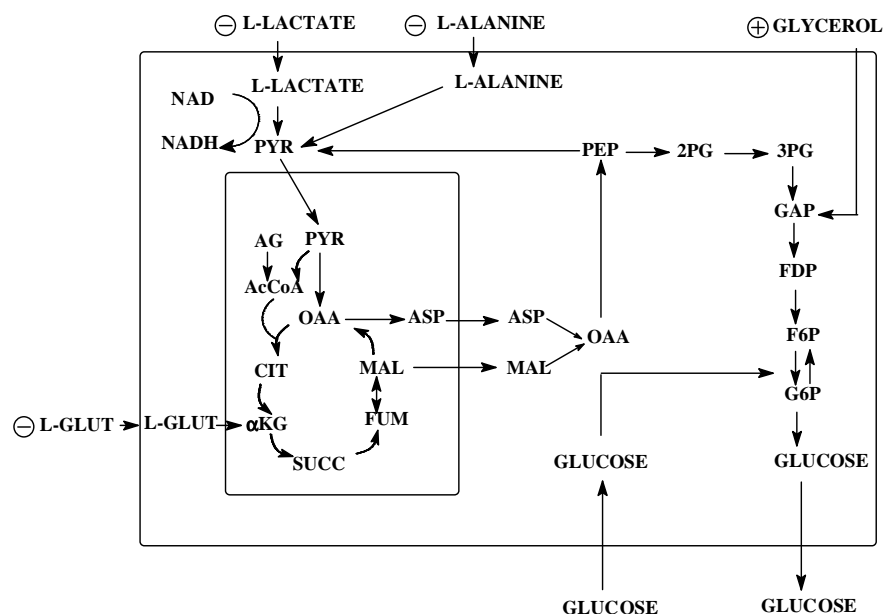 ⊖ L-LACTATE ⊖ L-ALANINE ⊕ GLYCEROL
L-LACTATE L-ALANINE
NAD
NADH PYR PEP 2PG 3PG
GAP
AG PYR
FDP
AcCoA
OAA ASP ASP
OAA F6P
CIT MAL MAL
G6P
⊖ L-GLUT L-GLUT αKG FUM
SUCC GLUCOSE GLUCOSE
GLUCOSE GLUCOSE